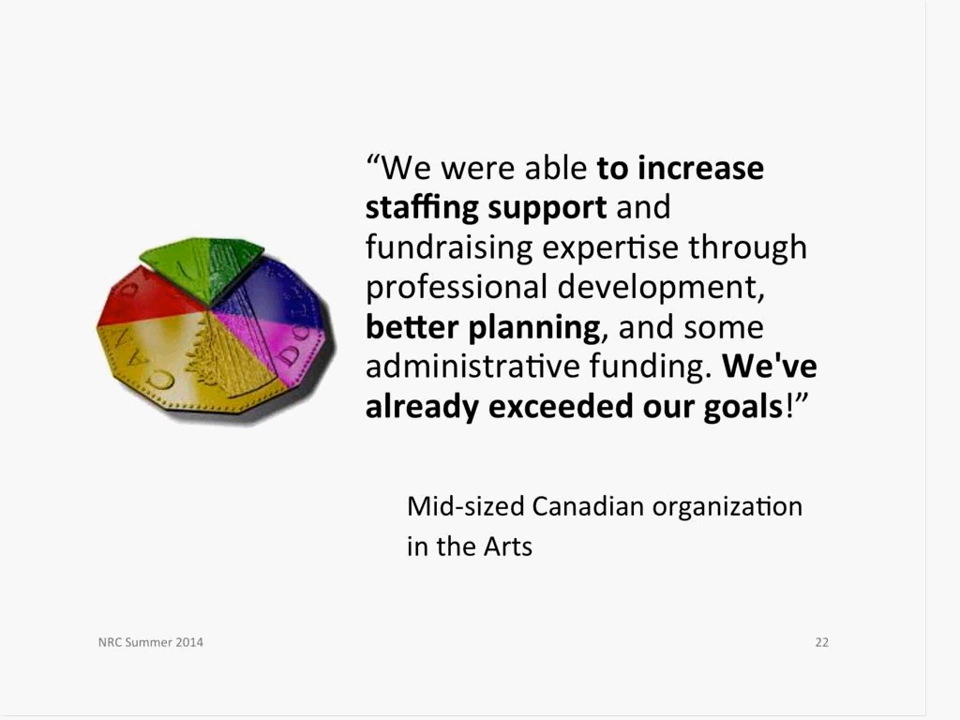 “We were able to increase
staffing support and
fundraising expertise through
professional development,
better planning, and some
administrative funding. We've
already exceeded our goals!”
Mid-sized Canadian organization
in the Arts
NRC Summer 2014
22